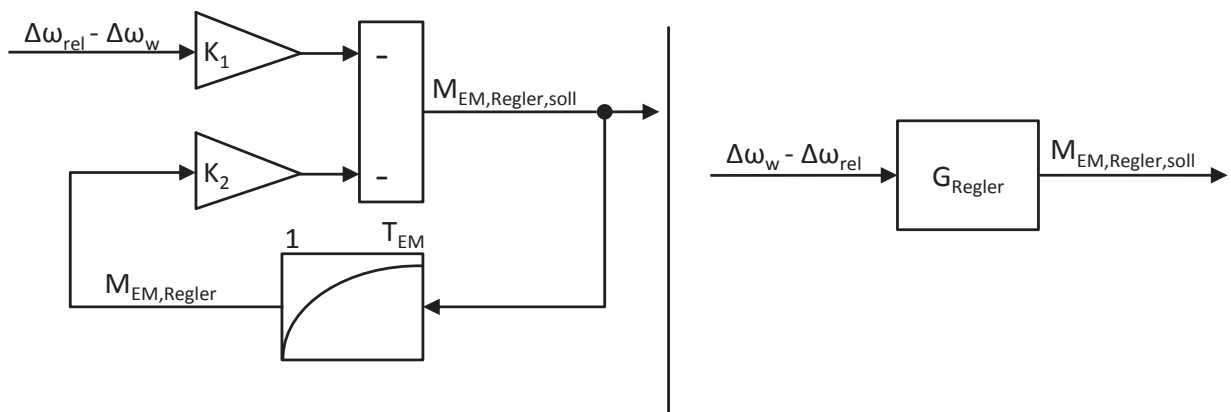 Δω_rel - Δω_w
K_1
-
M_EM,Regler,soll
K_2
-
1
T_EM
M_EM,Regler
Δω_w - Δω_rel
G_Regler
M_EM,Regler,soll